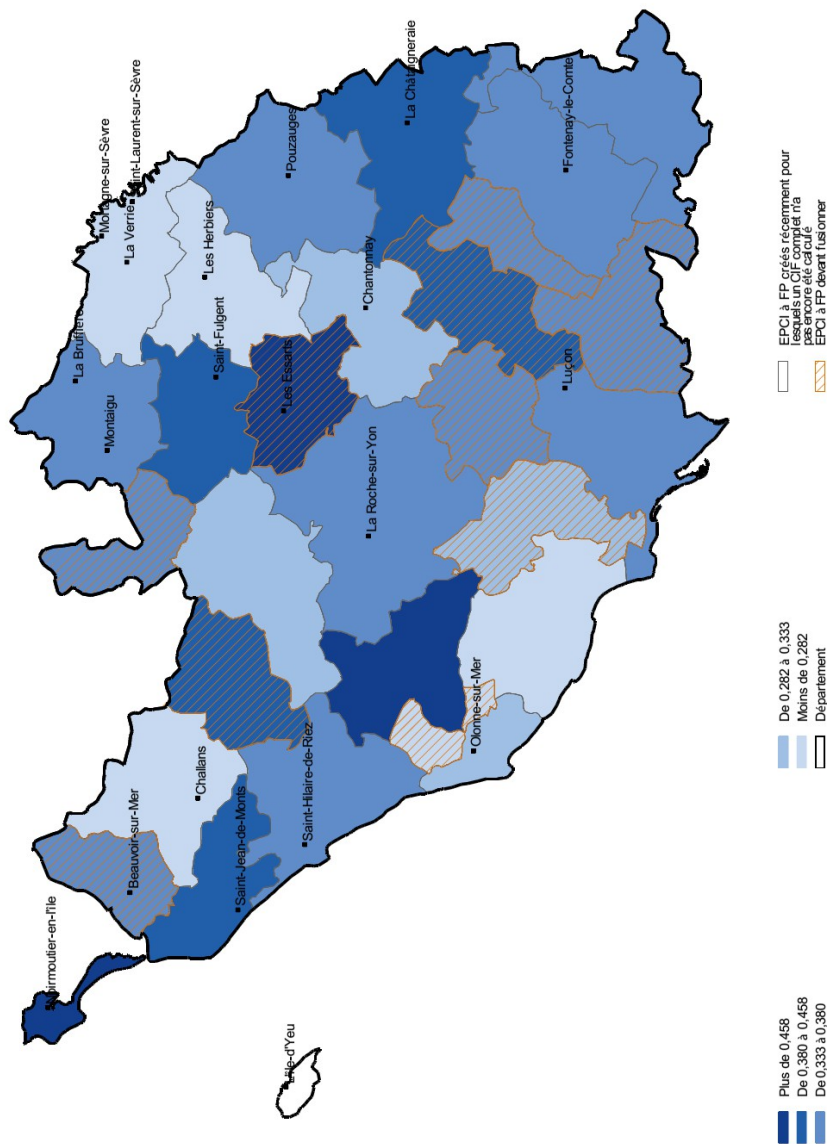 Mortagne-sur-Sèvre
Saint-Laurent-sur-Sèvre
La Verrie
La Bruffière
Les Herbiers
Pouzauges
Montaigu
Saint-Fulgent
La Châtaigneraie
Les Essarts
Chantonnay
Fontenay-le-Comte
La Roche-sur-Yon
Luçon
Challans
Beauvoir-sur-Mer
Noirmoutier-en-l'Île
Saint-Jean-de-Monts
Saint-Hilaire-de-Riez
Olonne-sur-Mer
L'Île-d'Yeu
Plus de 0,458
De 0,380 à 0,458
De 0,333 à 0,380
De 0,282 à 0,333
Moins de 0,282
Département
EPCI à FP créés récemment pour
lesquels un CIF complet n'a
pas encore été calculé
EPCI à FP devant fusionner